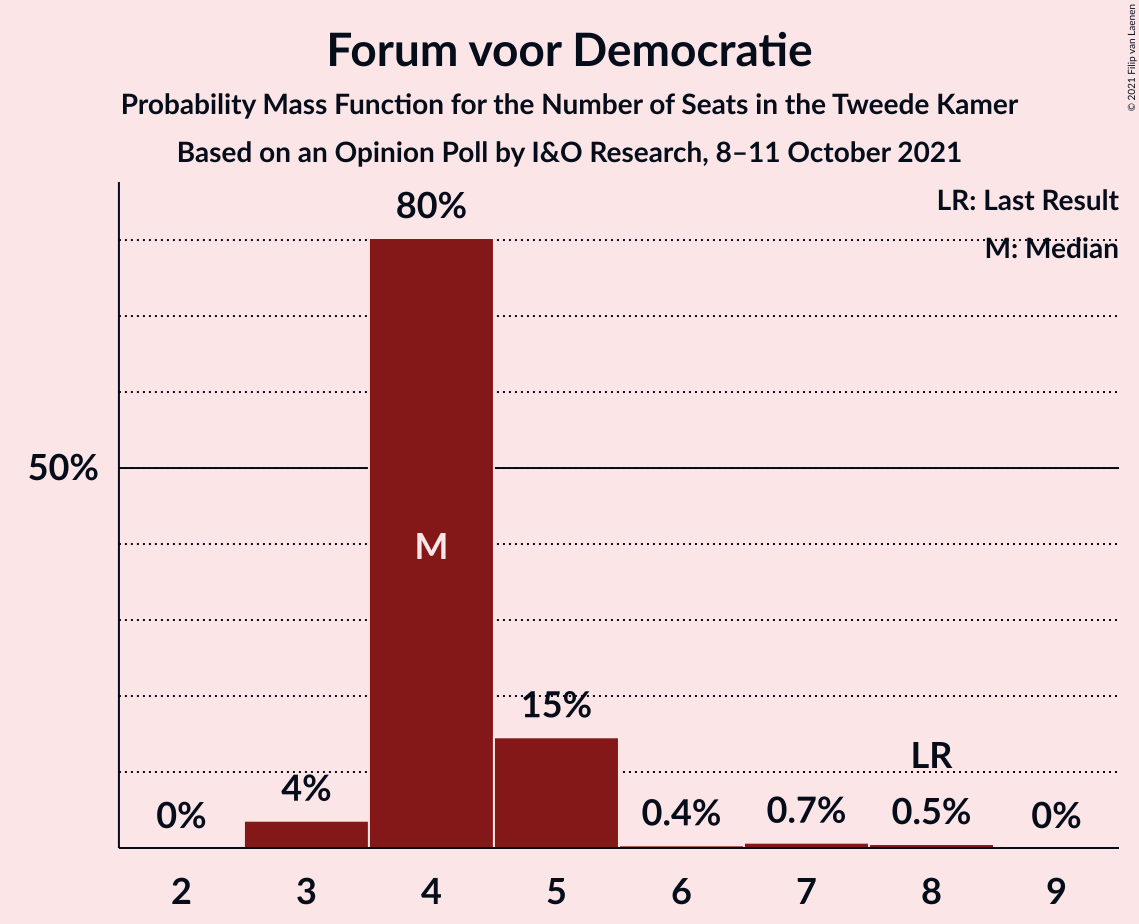 Forum voor Democratie
Probability Mass Function for the Number of Seats in the Tweede Kamer
Based on an Opinion Poll by I&O Research, 8–11 October 2021
© 2021 Filip van Laenen
LR: Last Result
M: Median
80%
50%
M
15%
LR
4%
0%
0.4%
0.7%
0.5%
0%
2 3 4 5 6 7 8 9